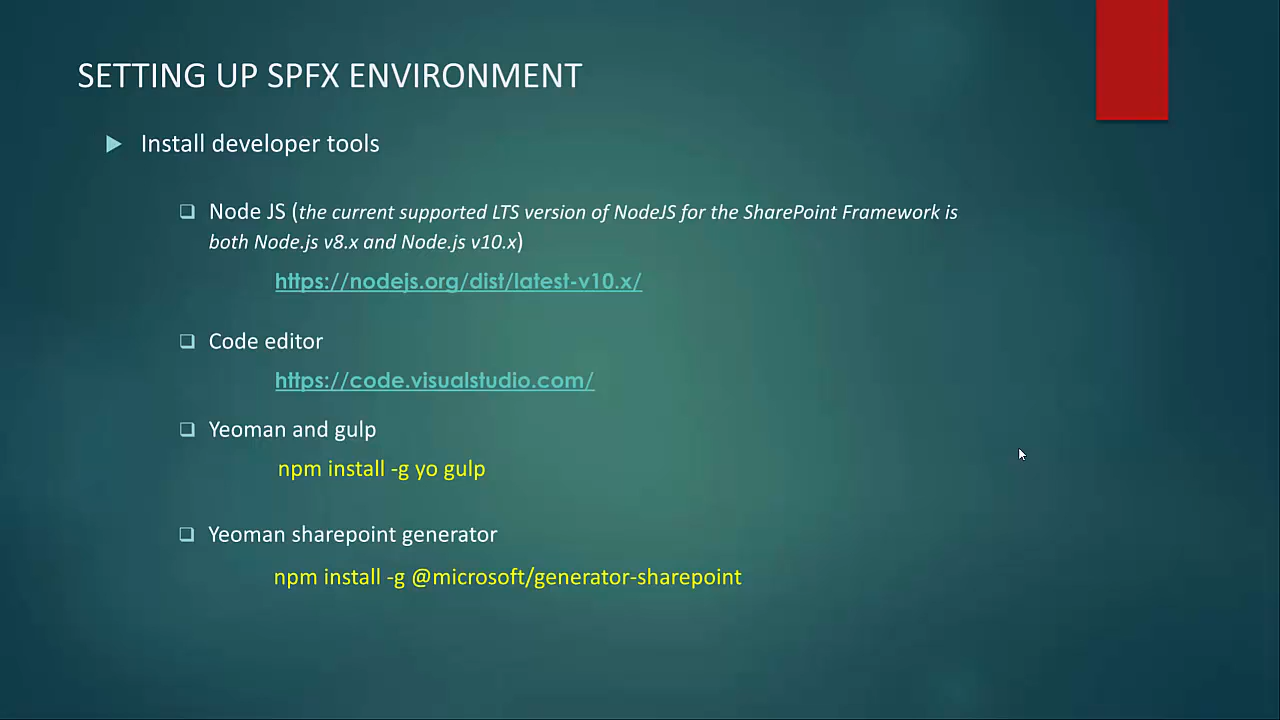 SETTING UP SPFX ENVIRONMENT
Install developer tools
Node JS (the current supported LTS version of NodeJS for the SharePoint Framework is
both Node.js v8.x and Node.js v10.x)
https://nodejs.org/dist/latest-v10.x/
Code editor
https://code.visualstudio.com/
Yeoman and gulp
npm install -g yo gulp
Yeoman sharepoint generator
npm install -g @microsoft/generator-sharepoint